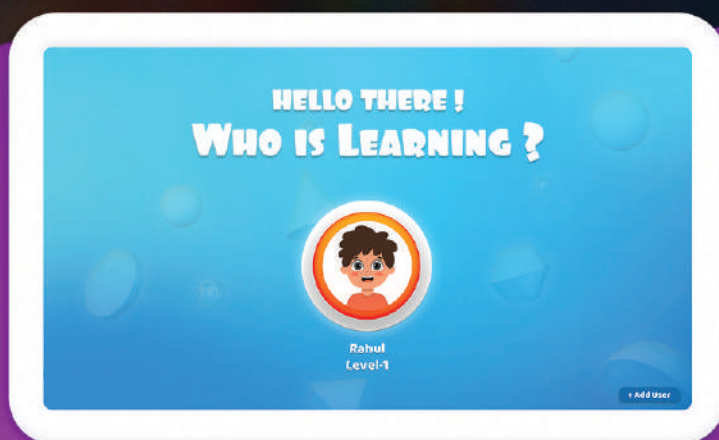 HELLO THERE !
WHO IS LEARNING ?
Rahul
Level-1
+ Add User